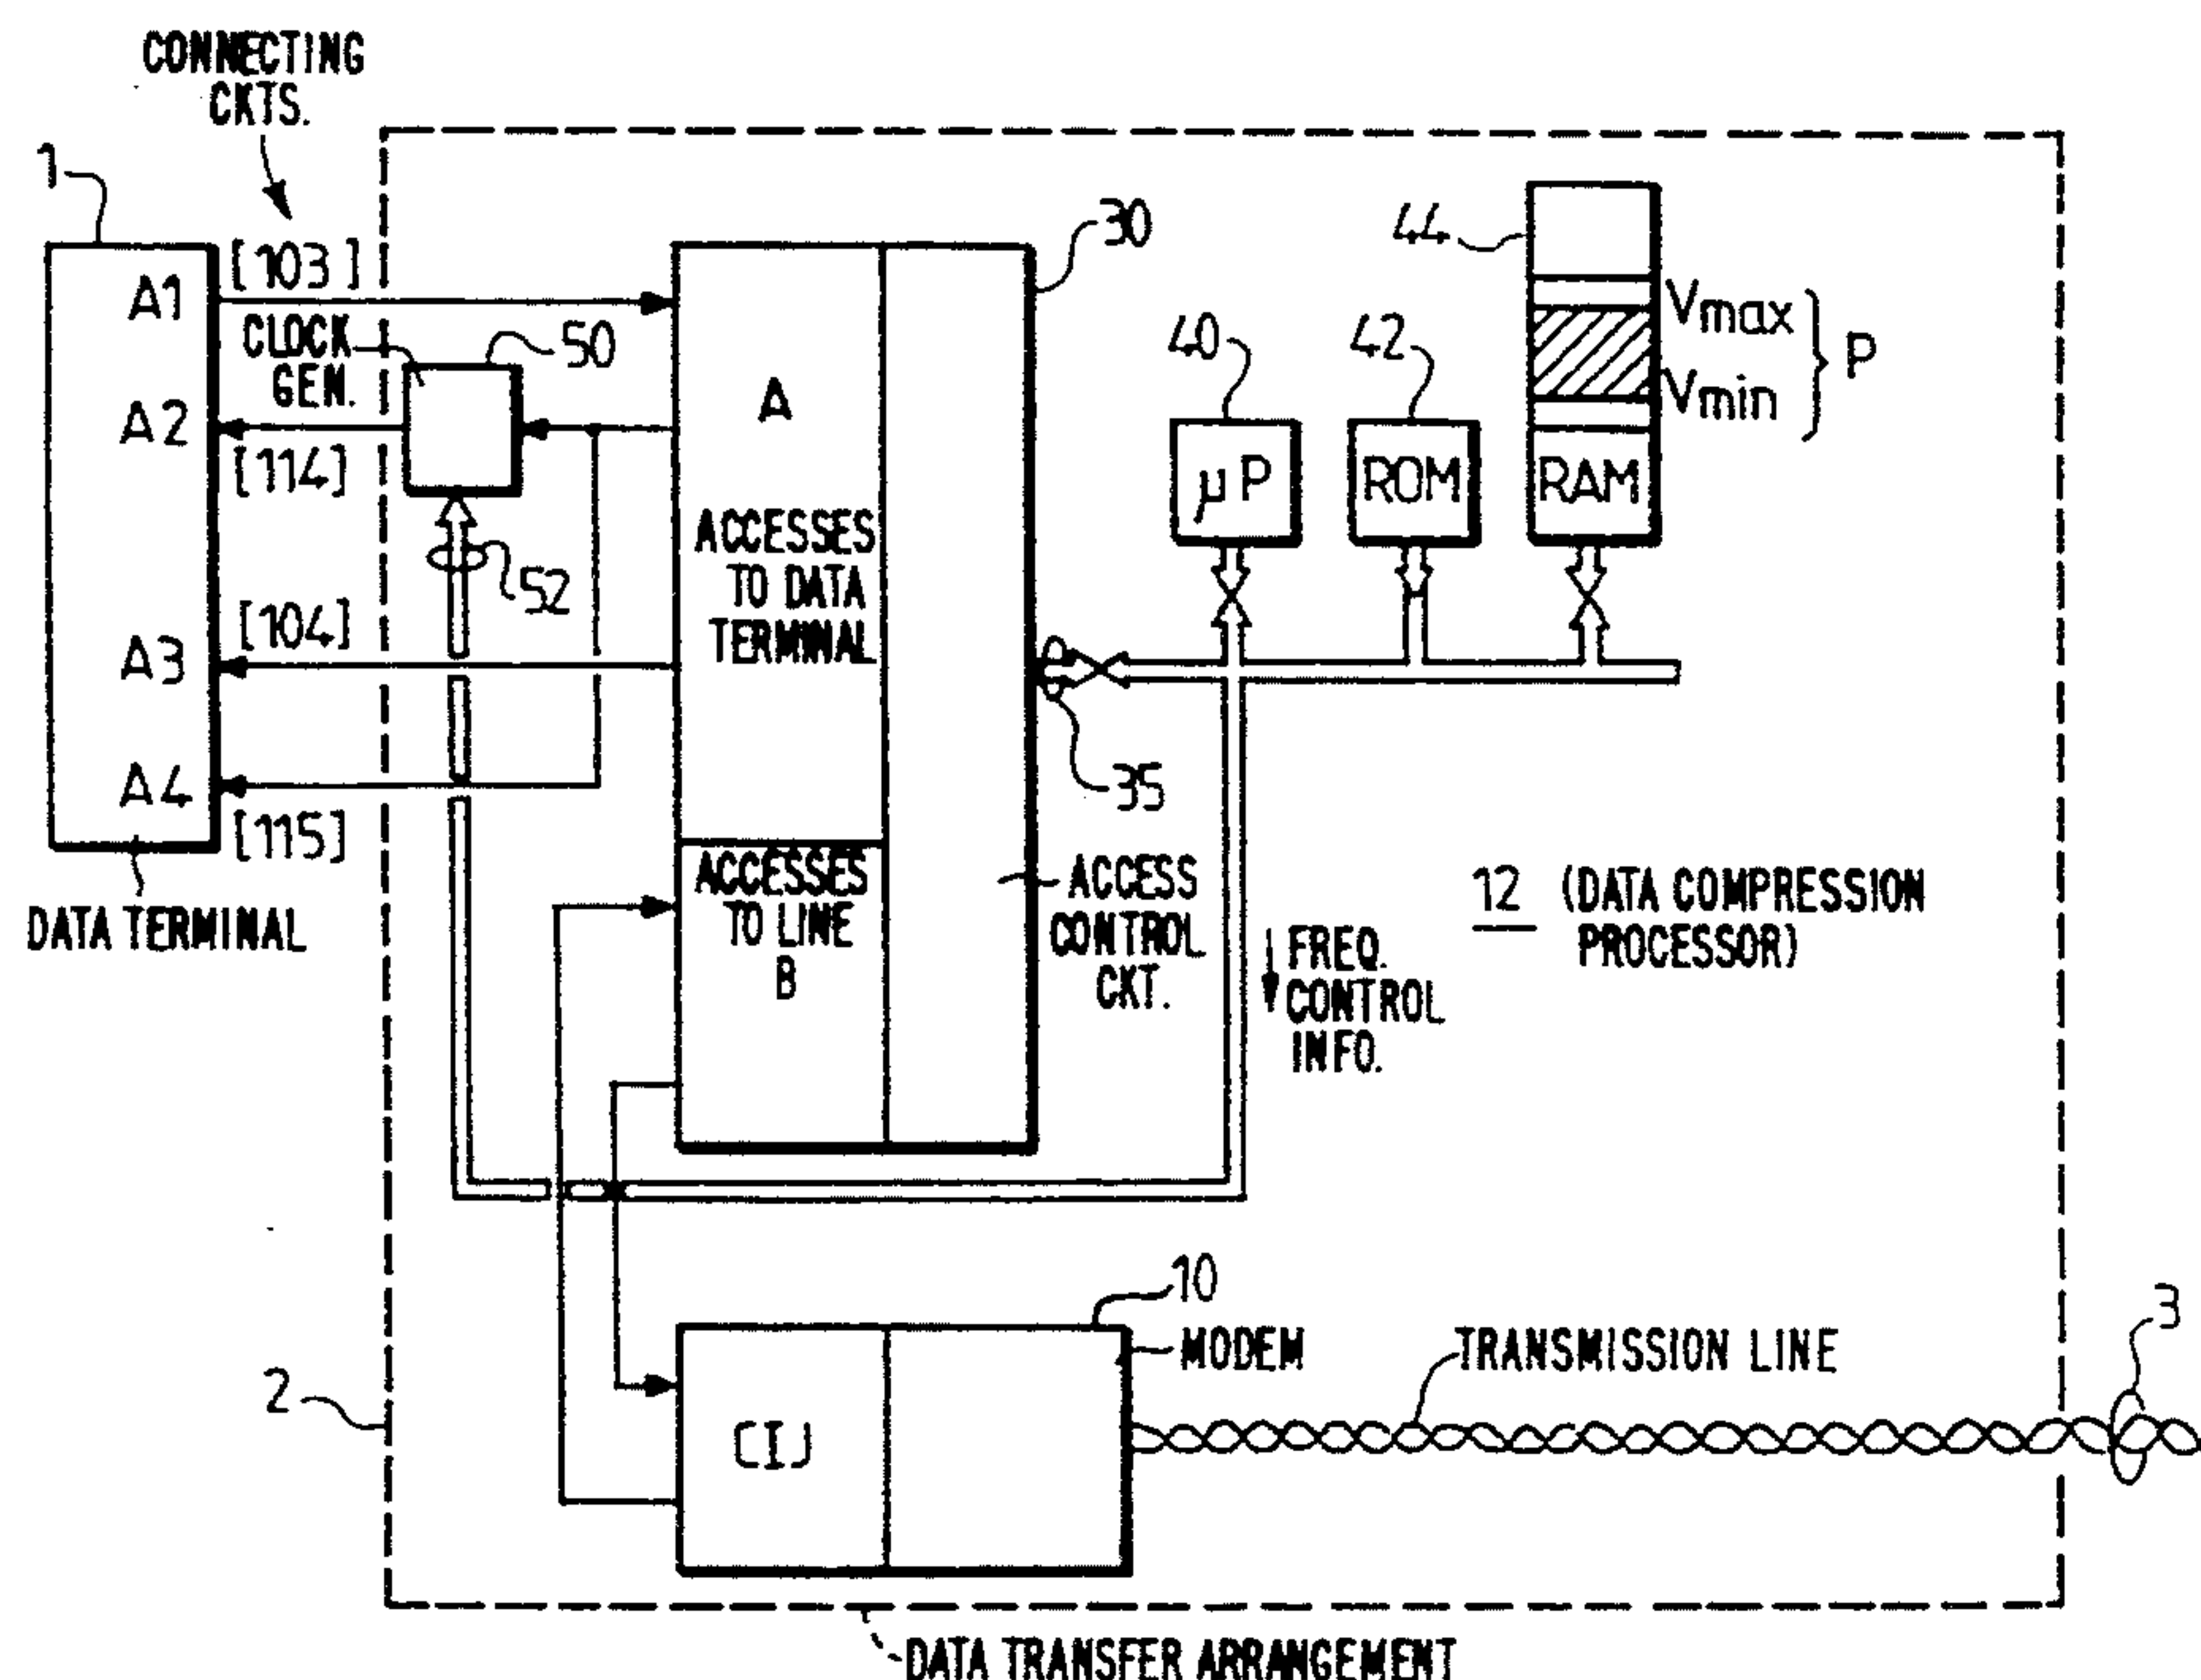 CONNECTING
CKTS.
1
[103]
A1
CLOCK
GEN.
50
A2
[114]
52
[104]
A3
A4
[115]
DATA TERMINAL
30
A
ACCESSES
TO DATA
TERMINAL
ACCESSES
TO LINE
B
ACCESS
CONTROL
CKT.
35
40
μP
42
ROM
44
Vmax
Vmin
P
RAM
12 (DATA COMPRESSION
PROCESSOR)
FREQ.
CONTROL
INFO.
10
MODEM
TRANSMISSION LINE
3
2
DATA TRANSFER ARRANGEMENT